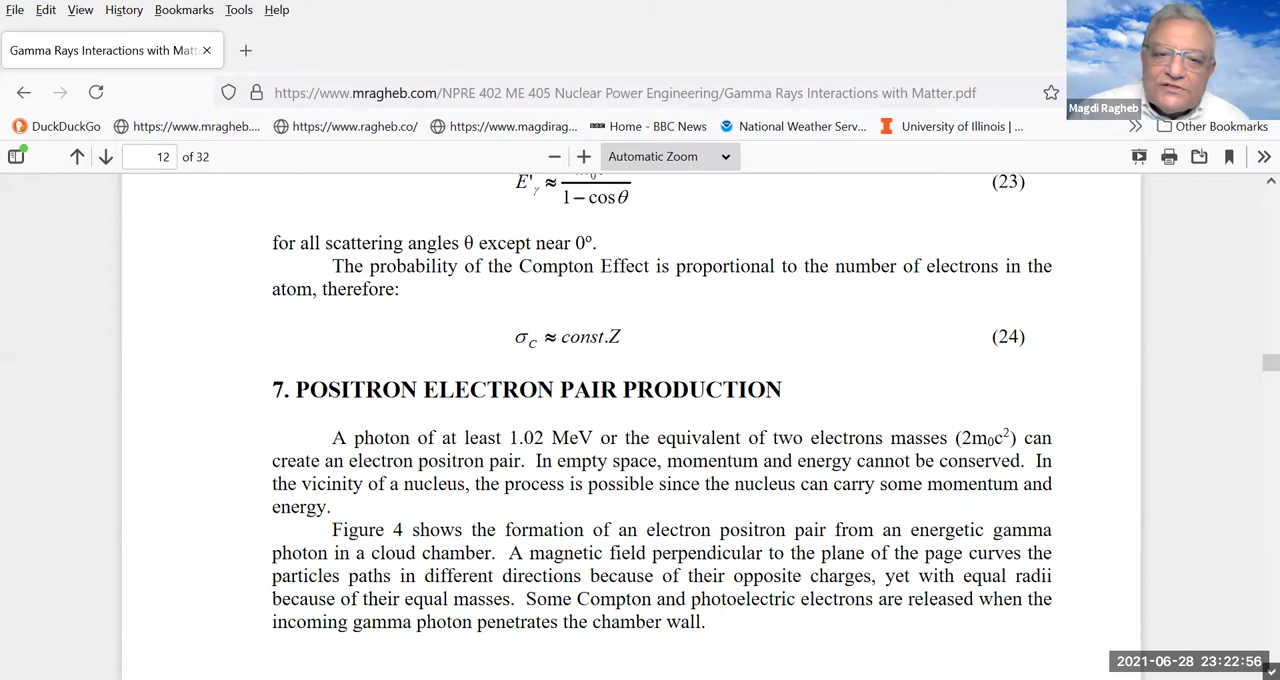 File Edit View History Bookmarks Tools Help
Gamma Rays Interactions with Matt
https://www.mragheb.com/NPRE 402 ME 405 Nuclear Power Engineering/Gamma Rays Interactions with Matter.pdf
Magdi Ragheb
DuckDuckGo https://www.mragheb.... https://www.ragheb.co/ https://www.magdirag... BBC Home - BBC News National Weather Serv... I University of Illinois |... Other Bookmarks
12 of 32 Automatic Zoom
E'γ ≈ 1 − cosθ (23)
for all scattering angles θ except near 0°.
The probability of the Compton Effect is proportional to the number of electrons in the
atom, therefore:
σC ≈ const.Z (24)
7. POSITRON ELECTRON PAIR PRODUCTION
A photon of at least 1.02 MeV or the equivalent of two electrons masses (2m₀c²) can
create an electron positron pair. In empty space, momentum and energy cannot be conserved. In
the vicinity of a nucleus, the process is possible since the nucleus can carry some momentum and
energy.
Figure 4 shows the formation of an electron positron pair from an energetic gamma
photon in a cloud chamber. A magnetic field perpendicular to the plane of the page curves the
particles paths in different directions because of their opposite charges, yet with equal radii
because of their equal masses. Some Compton and photoelectric electrons are released when the
incoming gamma photon penetrates the chamber wall.
2021-06-28 23:22:56